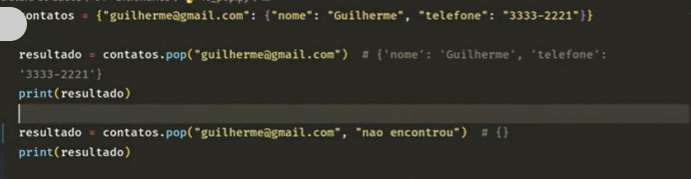 contatos = {"guilherme@gmail.com": {"nome": "Guilherme", "telefone": "3333-2221"}}
resultado = contatos.pop("guilherme@gmail.com")  # {'nome': 'Guilherme', 'telefone':
'3333-2221'}
print(resultado)
resultado = contatos.pop("guilherme@gmail.com", "nao encontrou")  # {}
print(resultado)